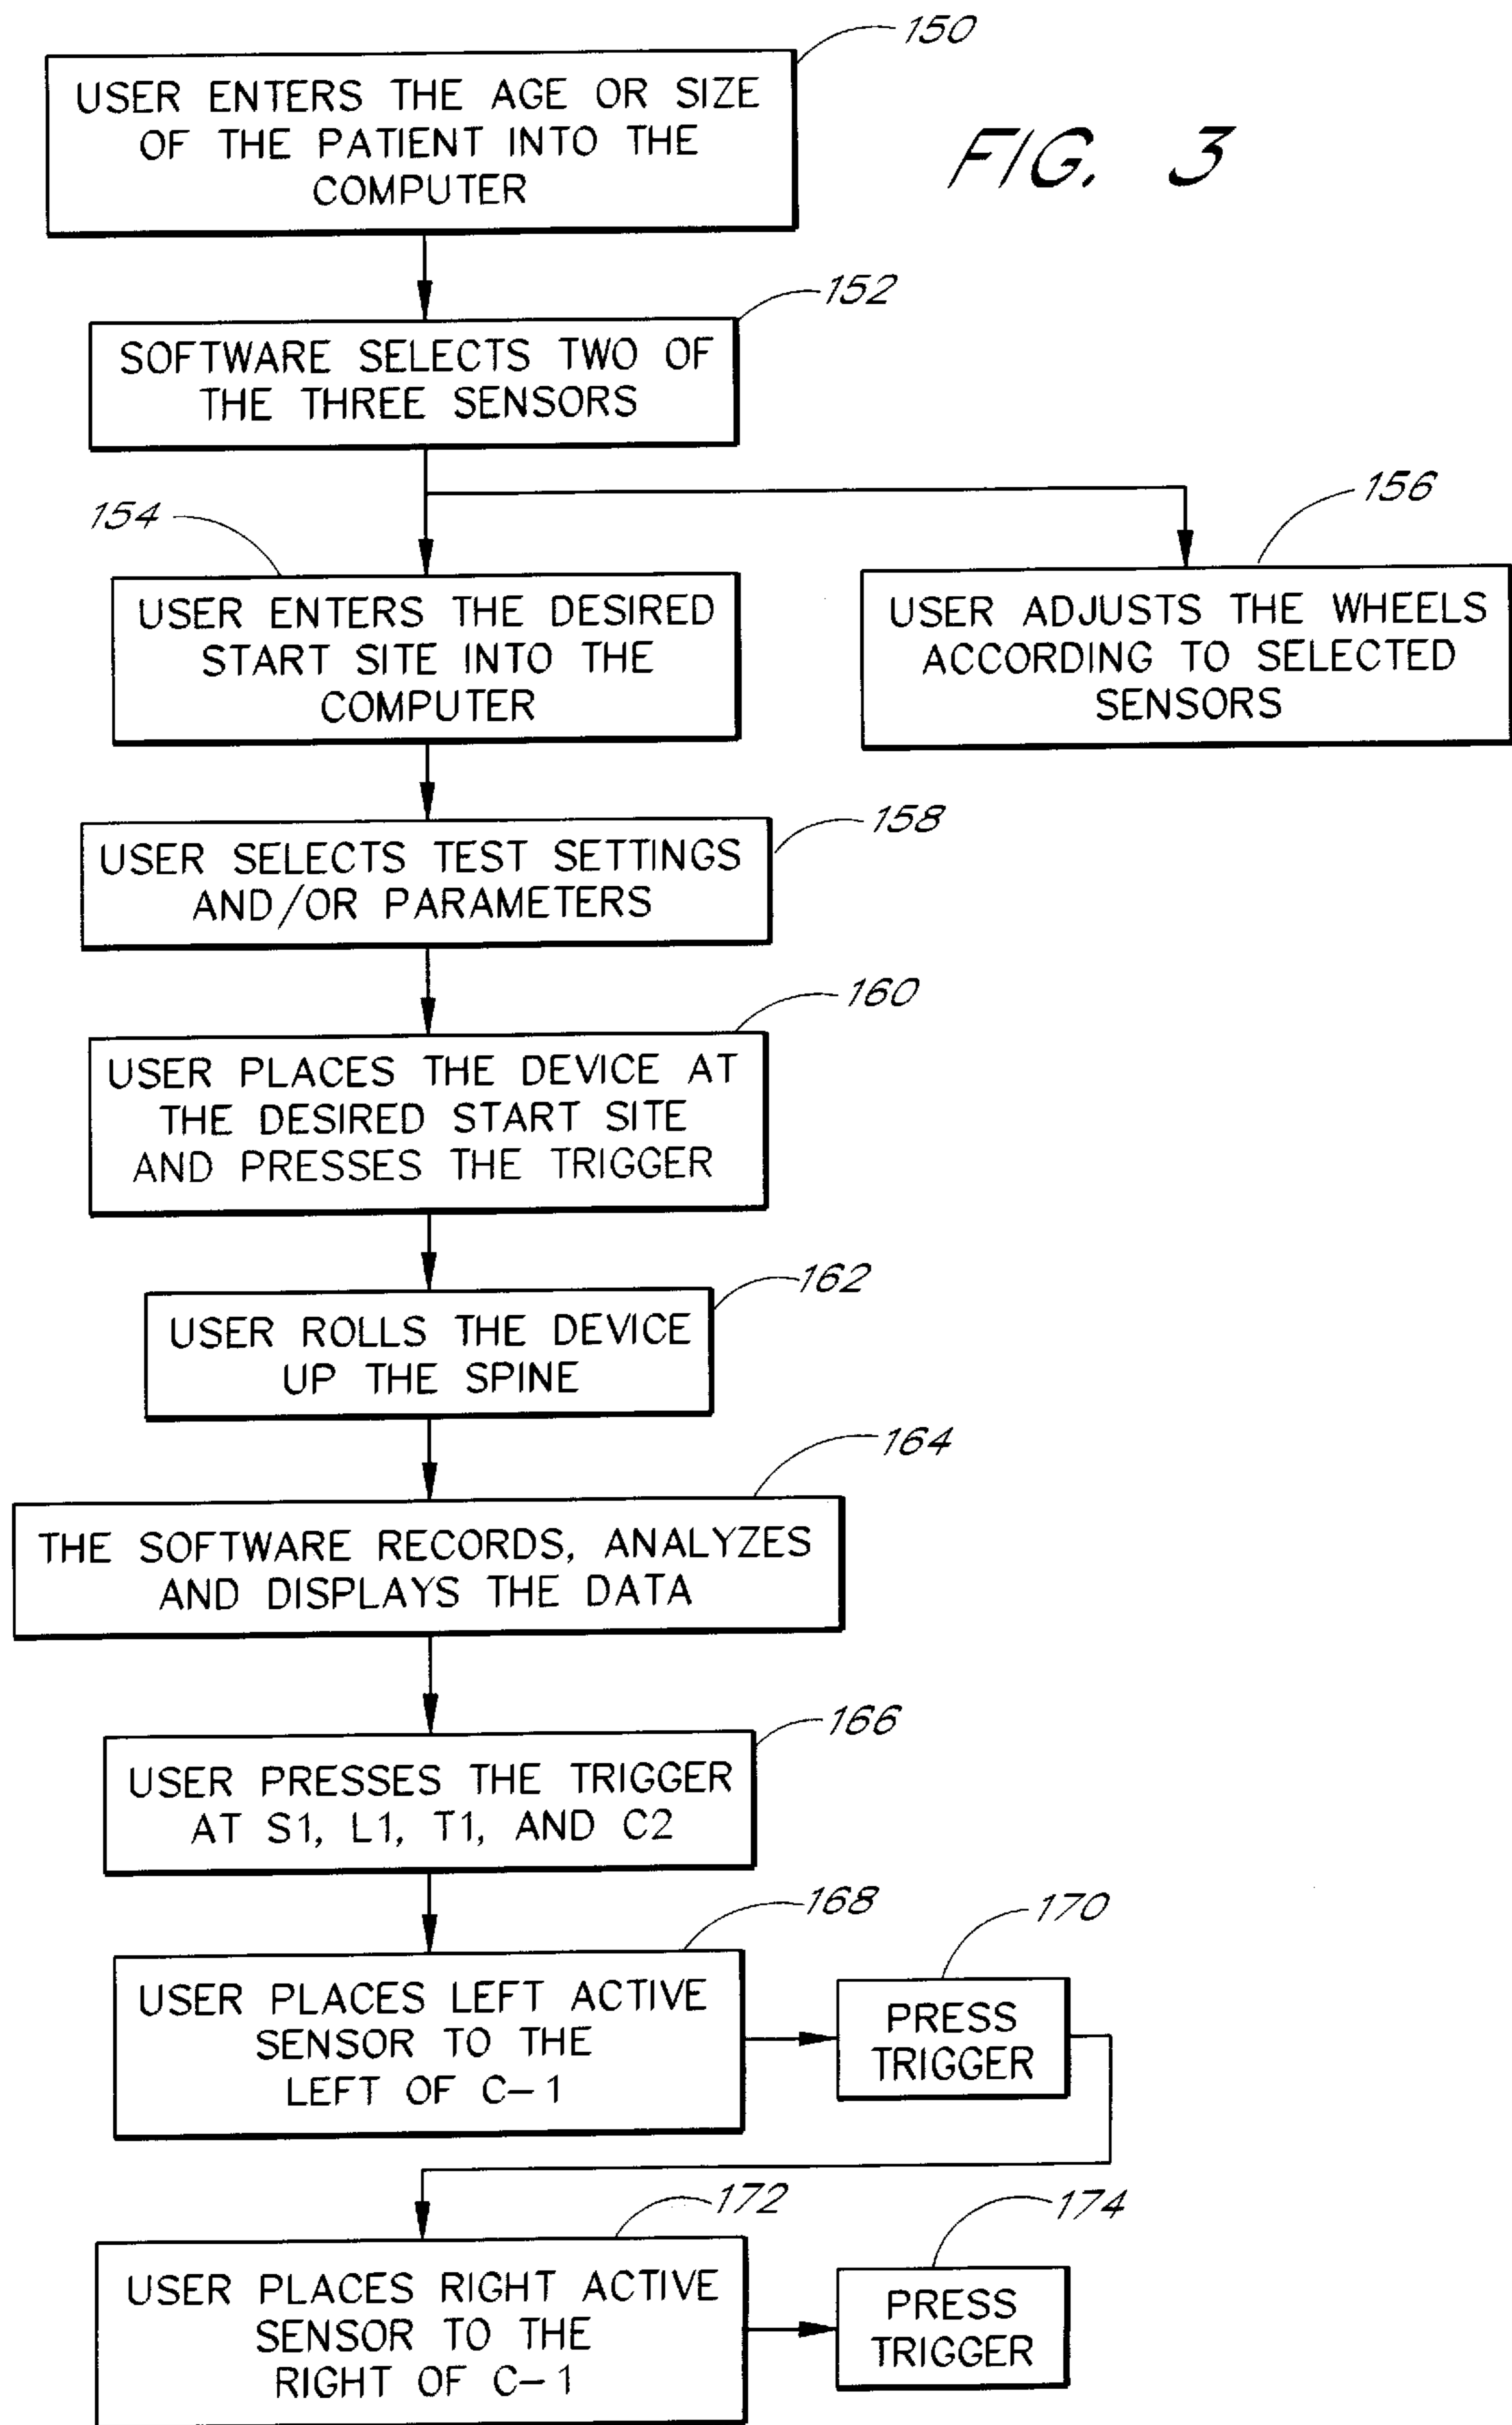 150
USER ENTERS THE AGE OR SIZE
OF THE PATIENT INTO THE
COMPUTER
FIG. 3
152
SOFTWARE SELECTS TWO OF
THE THREE SENSORS
154
USER ENTERS THE DESIRED
START SITE INTO THE
COMPUTER
156
USER ADJUSTS THE WHEELS
ACCORDING TO SELECTED
SENSORS
158
USER SELECTS TEST SETTINGS
AND/OR PARAMETERS
160
USER PLACES THE DEVICE AT
THE DESIRED START SITE
AND PRESSES THE TRIGGER
162
USER ROLLS THE DEVICE
UP THE SPINE
164
THE SOFTWARE RECORDS, ANALYZES
AND DISPLAYS THE DATA
166
USER PRESSES THE TRIGGER
AT S1, L1, T1, AND C2
168
USER PLACES LEFT ACTIVE
SENSOR TO THE
LEFT OF C-1
170
PRESS
TRIGGER
172
USER PLACES RIGHT ACTIVE
SENSOR TO THE
RIGHT OF C-1
174
PRESS
TRIGGER